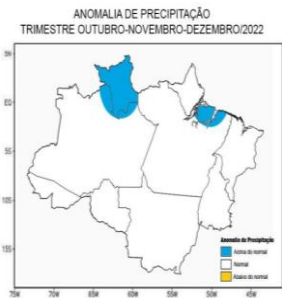 ANOMALIA DE PRECIPITAÇÃO
TRIMESTRE OUTUBRO-NOVEMBRO-DEZEMBRO/2022
5N
EQ
5S
10S
15S
Anomalia de Precipitação
Acima do normal
Normal
Abaixo do normal
75W
70W
65W
60W
55W
50W
45W